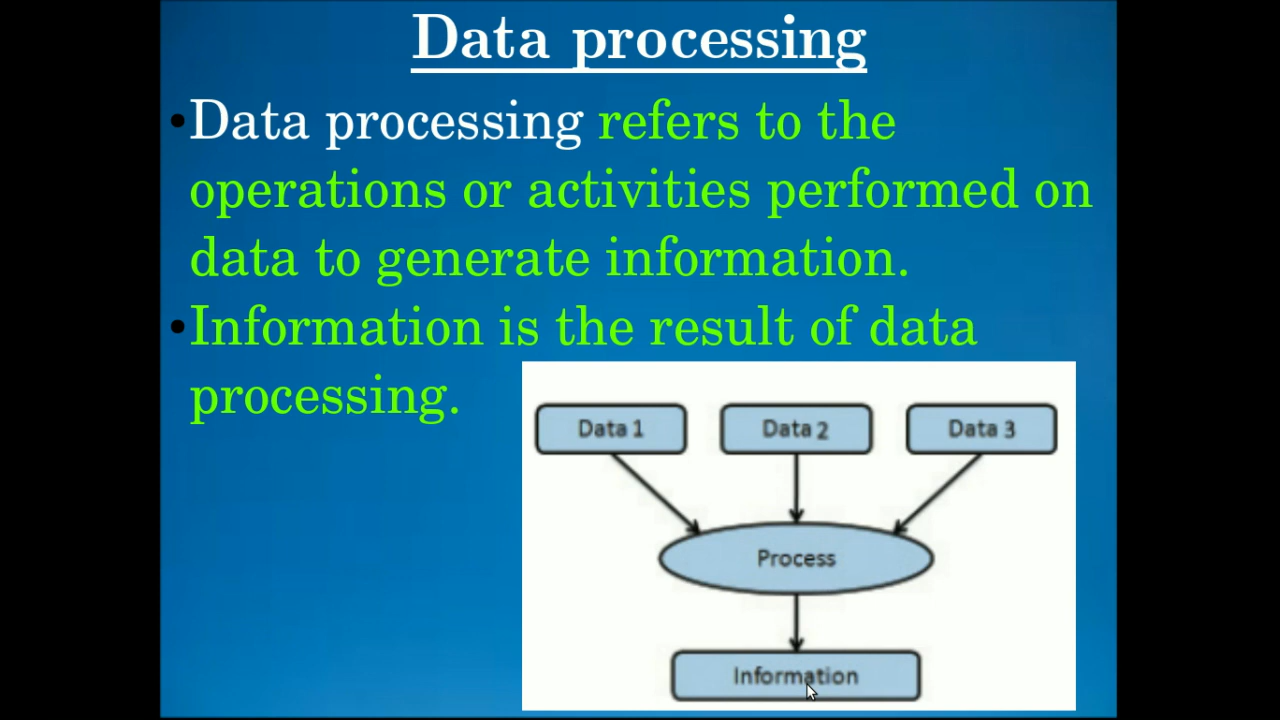 Data processing
•Data processing refers to the
operations or activities performed on
data to generate information.
•Information is the result of data
processing.
Data 1
Data 2
Data 3
Process
Information